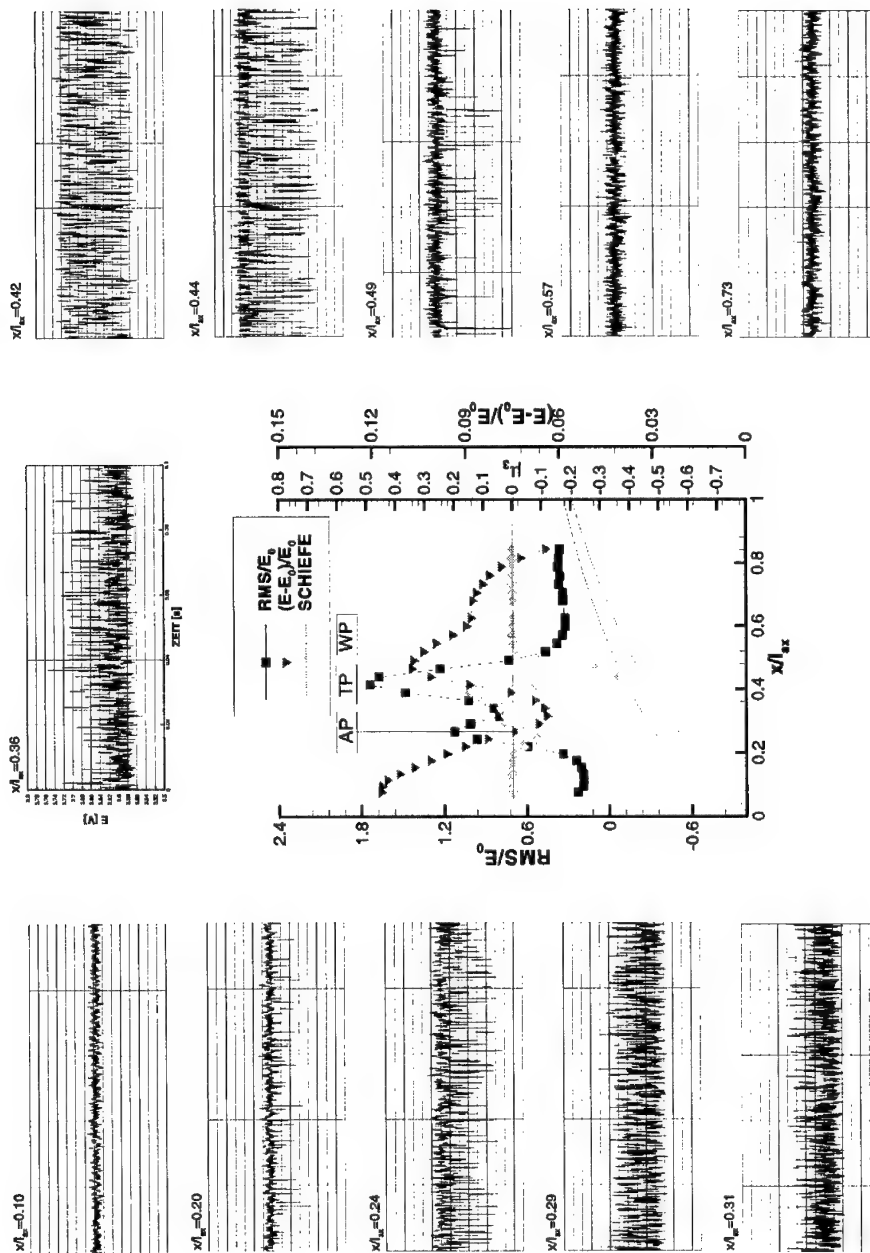 x/l_ax=0.10
x/l_ax=0.20
x/l_ax=0.24
x/l_ax=0.29
x/l_ax=0.31
x/l_ax=0.36
E [V]
ZEIT [s]
x/l_ax=0.42
x/l_ax=0.44
x/l_ax=0.49
x/l_ax=0.57
x/l_ax=0.73
RMS/E_0
(E-E_0)/E_0
SCHIEFE
AP
TP
WP
2.4
1.8
1.2
0.6
0
-0.6
RMS/E_0
0
0.2
0.4
0.6
0.8
1
x/l_ax
0.8
0.7
0.5
0.4
0.3
0.2
0.1
0
-0.1
-0.2
-0.3
-0.4
-0.5
-0.6
-0.7
0.15
0.12
0.09
0.06
0.03
0
(E-E_0)/E_0